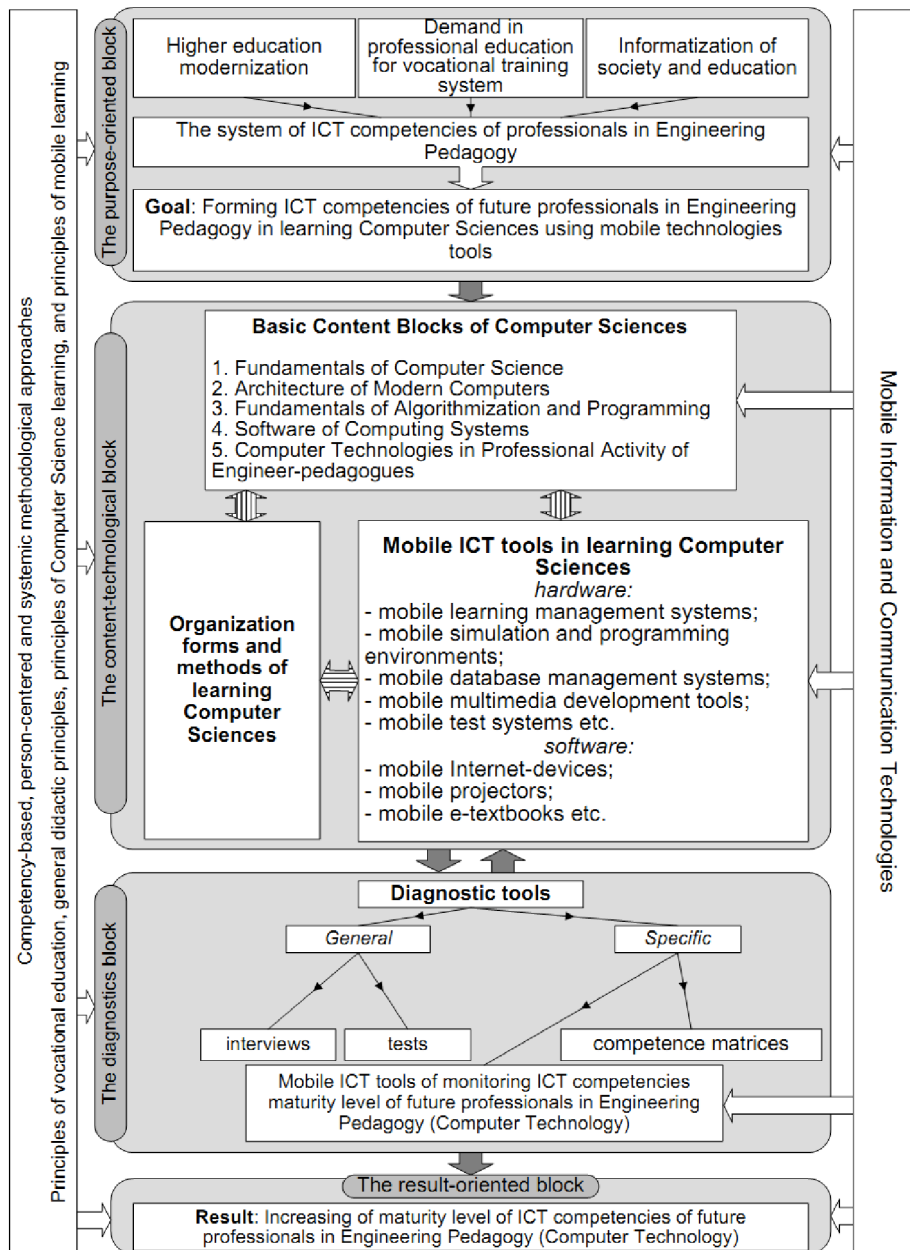 Competency-based, person-centered and systemic methodological approaches
Principles of vocational education, general didactic principles, principles of Computer Science learning, and principles of mobile learning
The purpose-oriented block
Higher education
modernization
Demand in
professional education
for vocational training
system
Informatization of
society and education
The system of ICT competencies of professionals in Engineering
Pedagogy
Goal: Forming ICT competencies of future professionals in Engineering
Pedagogy in learning Computer Sciences using mobile technologies
tools
The content-technological block
Basic Content Blocks of Computer Sciences
1. Fundamentals of Computer Science
2. Architecture of Modern Computers
3. Fundamentals of Algorithmization and Programming
4. Software of Computing Systems
5. Computer Technologies in Professional Activity of
Engineer-pedagogues
Organization
forms and
methods of
learning
Computer
Sciences
Mobile ICT tools in learning Computer
Sciences
hardware:
- mobile learning management systems;
- mobile simulation and programming
environments;
- mobile database management systems;
- mobile multimedia development tools;
- mobile test systems etc.
software:
- mobile Internet-devices;
- mobile projectors;
- mobile e-textbooks etc.
The diagnostics block
Diagnostic tools
General
Specific
interviews
tests
competence matrices
Mobile ICT tools of monitoring ICT competencies
maturity level of future professionals in Engineering
Pedagogy (Computer Technology)
The result-oriented block
Result: Increasing of maturity level of ICT competencies of future
professionals in Engineering Pedagogy (Computer Technology)
Mobile Information and Communication Technologies